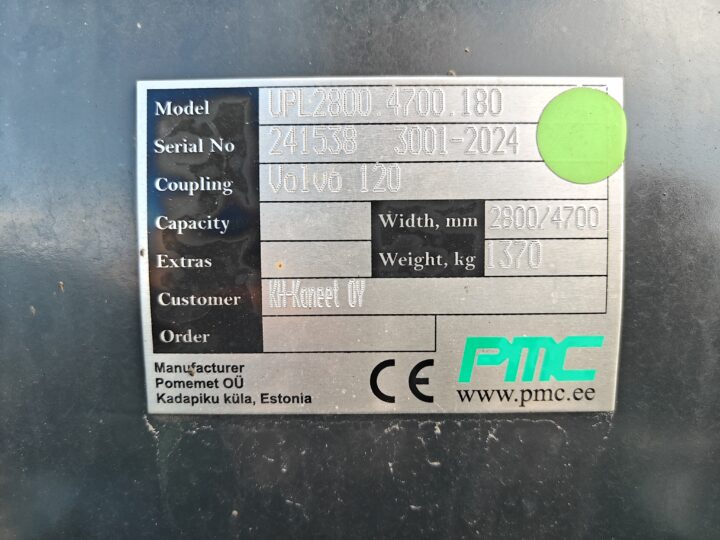 Model UPL2800.4700.180
Serial No 241538 3001-2024
Coupling Volvo 120
Capacity Width, mm 2800/4700
Extras Weight, kg 1370
Customer KH-Koneet OY
Order
Manufacturer
Pomemet OÜ
Kadapiku küla, Estonia
CE
PMC
www.pmc.ee